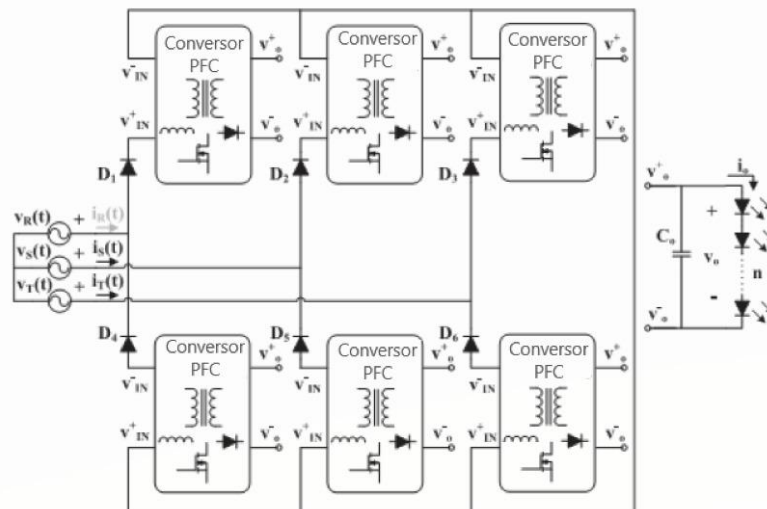 Conversor
PFC
v⁺ₒ
v⁻IN
v⁺IN
v⁻ₒ
D₁
Conversor
PFC
v⁺ₒ
v⁻IN
v⁺IN
v⁻ₒ
D₂
Conversor
PFC
v⁺ₒ
v⁻IN
v⁺IN
v⁻ₒ
D₃
vR(t) + iR(t)
vS(t) + iS(t)
vT(t) + iT(t)
D₄
Conversor
PFC
v⁺ₒ
v⁻IN
v⁺IN
v⁻ₒ
D₅
Conversor
PFC
v⁺ₒ
v⁻IN
v⁺IN
v⁻ₒ
D₆
Conversor
PFC
v⁺ₒ
v⁻IN
v⁺IN
v⁻ₒ
v⁺ₒ
iₒ
+
Cₒ
vₒ
n
-
v⁻ₒ